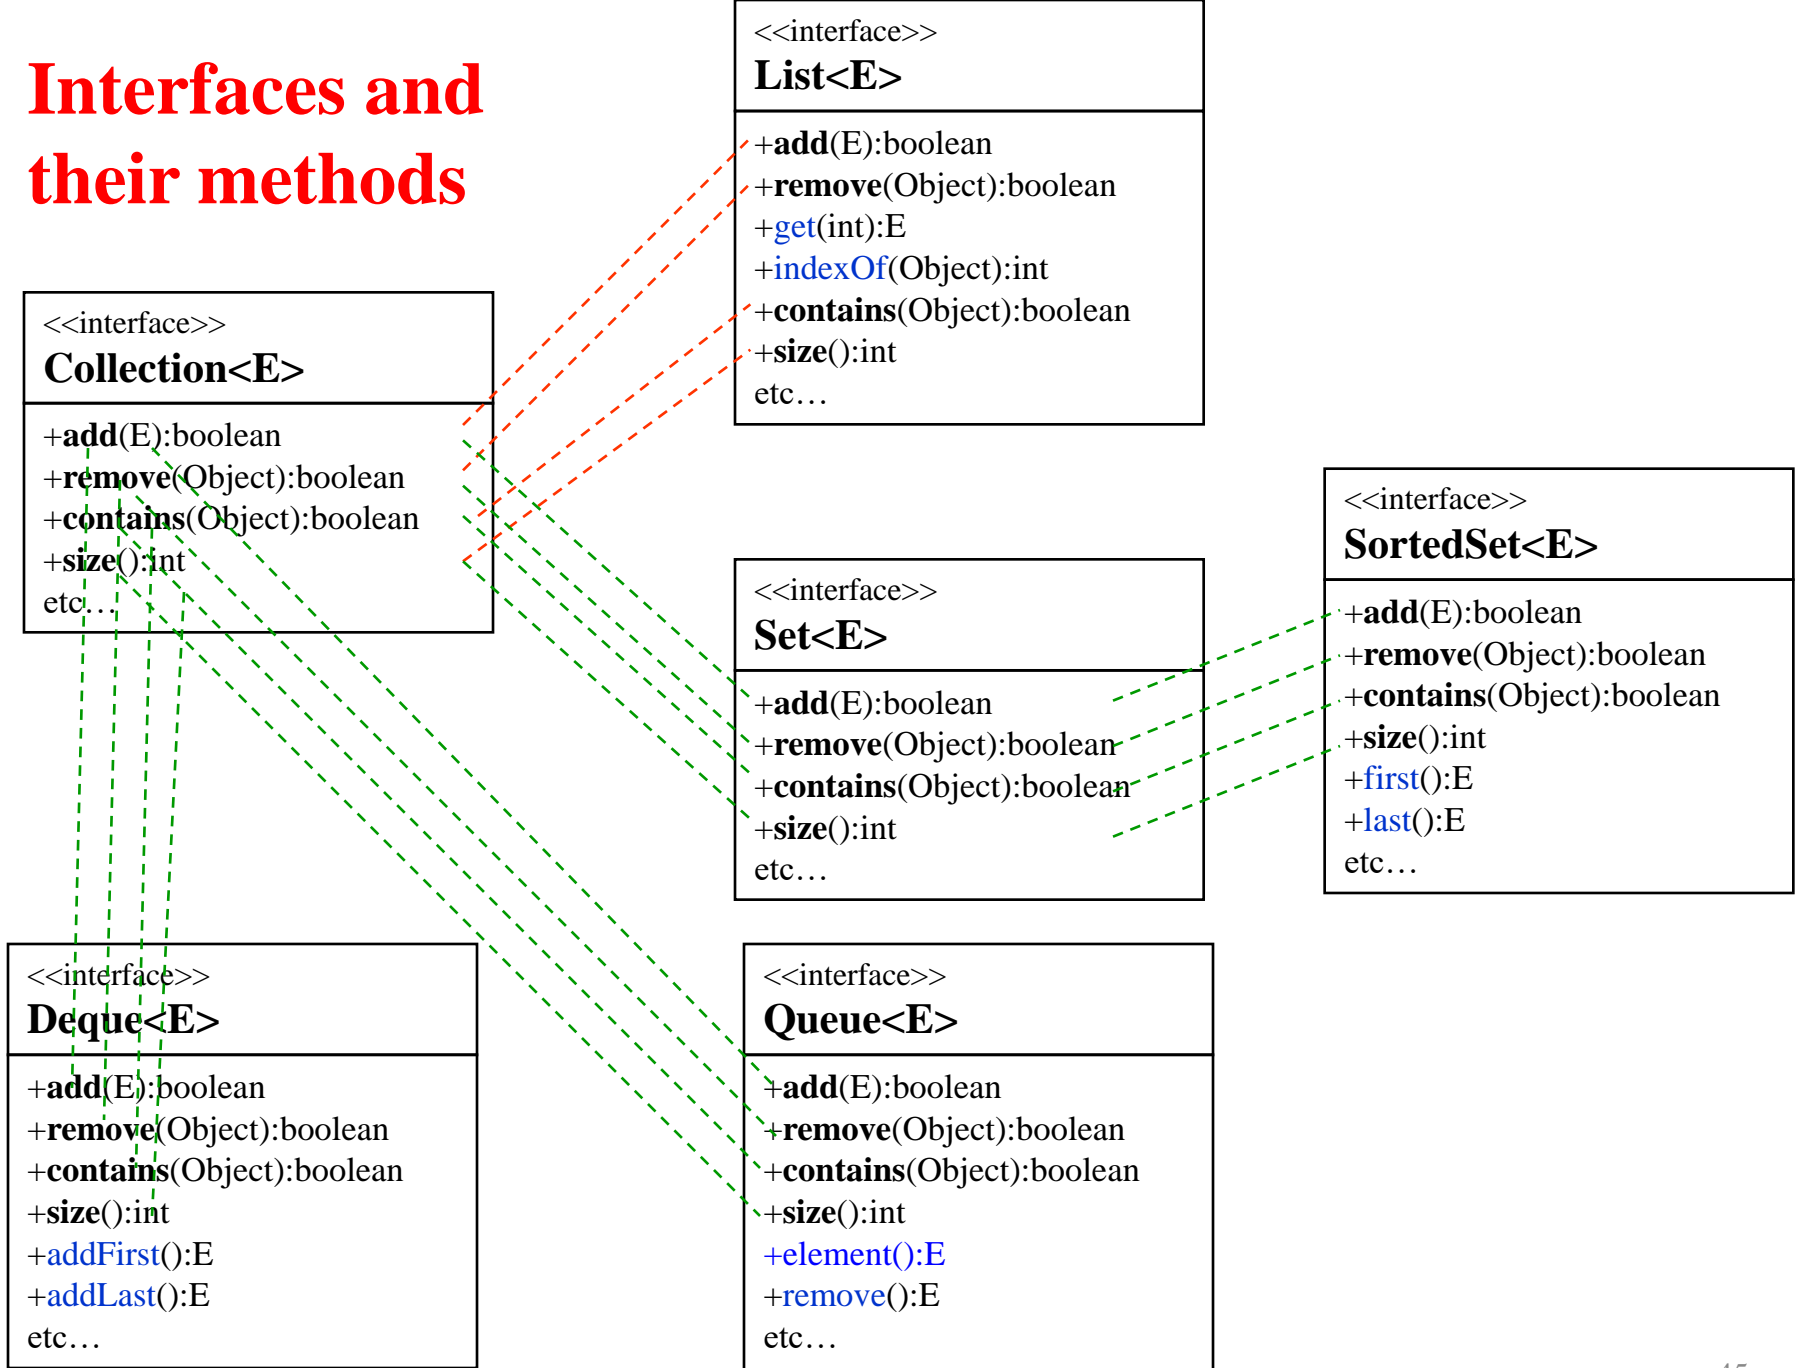 Interfaces and
their methods
<<interface>>
List<E>
+add(E):boolean
+remove(Object):boolean
+get(int):E
+indexOf(Object):int
+contains(Object):boolean
+size():int
etc…
<<interface>>
Collection<E>
+add(E):boolean
+remove(Object):boolean
+contains(Object):boolean
+size():int
etc…
<<interface>>
SortedSet<E>
+add(E):boolean
+remove(Object):boolean
+contains(Object):boolean
+size():int
+first():E
+last():E
etc…
<<interface>>
Set<E>
+add(E):boolean
+remove(Object):boolean
+contains(Object):boolean
+size():int
etc…
<<interface>>
Deque<E>
+add(E):boolean
+remove(Object):boolean
+contains(Object):boolean
+size():int
+addFirst():E
+addLast():E
etc…
<<interface>>
Queue<E>
+add(E):boolean
+remove(Object):boolean
+contains(Object):boolean
+size():int
+element():E
+remove():E
etc…